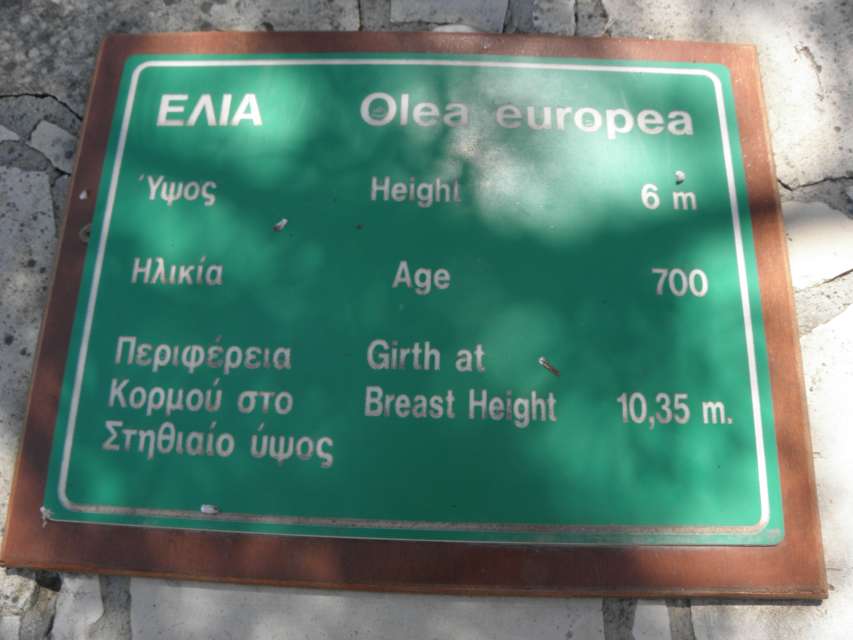 ΕΛΙΑ Olea europea
Ύψος Height 6 m
Ηλικία Age 700
Περιφέρεια Girth at
Κορμού στο Breast Height 10,35 m.
Στηθιαίο ύψος